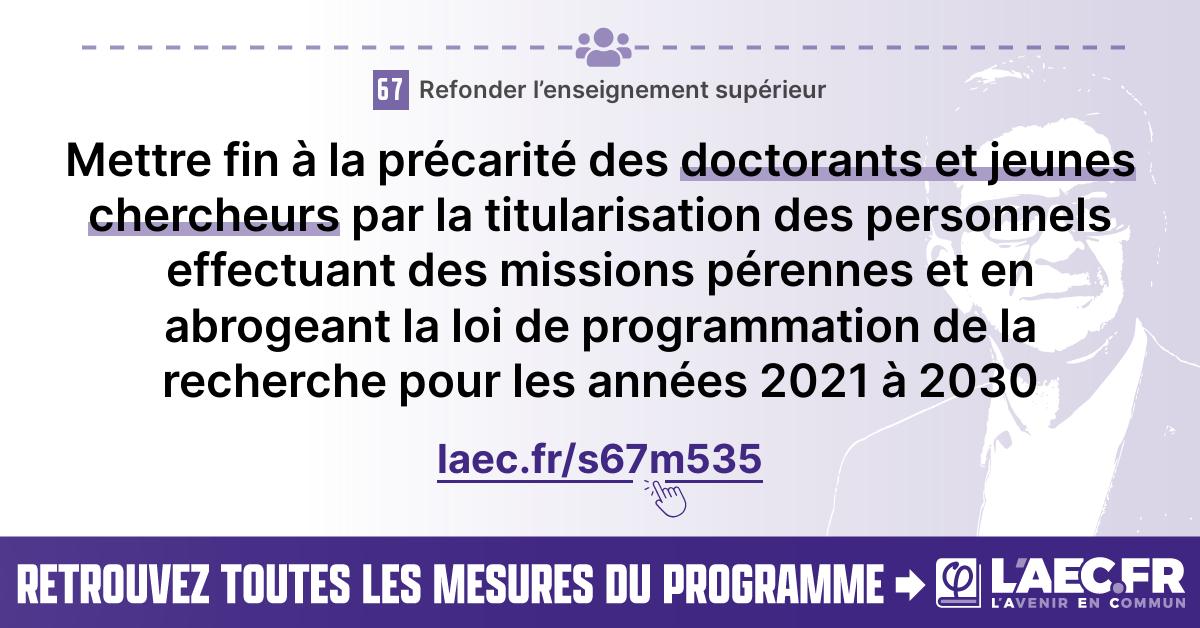 67 Refonder l’enseignement supérieur
Mettre fin à la précarité des doctorants et jeunes
chercheurs par la titularisation des personnels
effectuant des missions pérennes et en
abrogeant la loi de programmation de la
recherche pour les années 2021 à 2030
laec.fr/s67m535
RETROUVEZ TOUTES LES MESURES DU PROGRAMME ➡ φ L'AEC.FR
L'AVENIR EN COMMUN